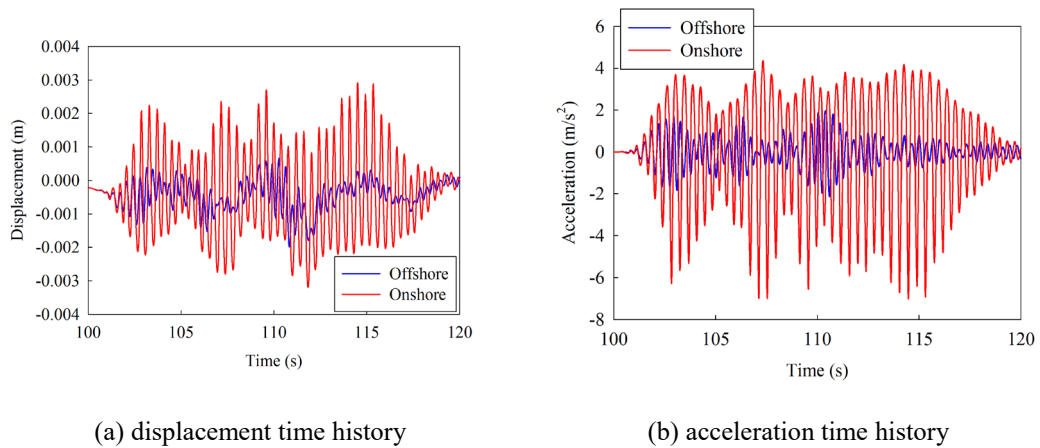 0.004
0.003
0.002
0.001
0.000
-0.001
-0.002
-0.003
-0.004
Displacement (m)
Offshore
Onshore
100
105
110
115
120
Time (s)
(a) displacement time history
Offshore
Onshore
6
4
2
0
-2
-4
-6
-8
Acceleration (m/s²)
100
105
110
115
120
Time (s)
(b) acceleration time history